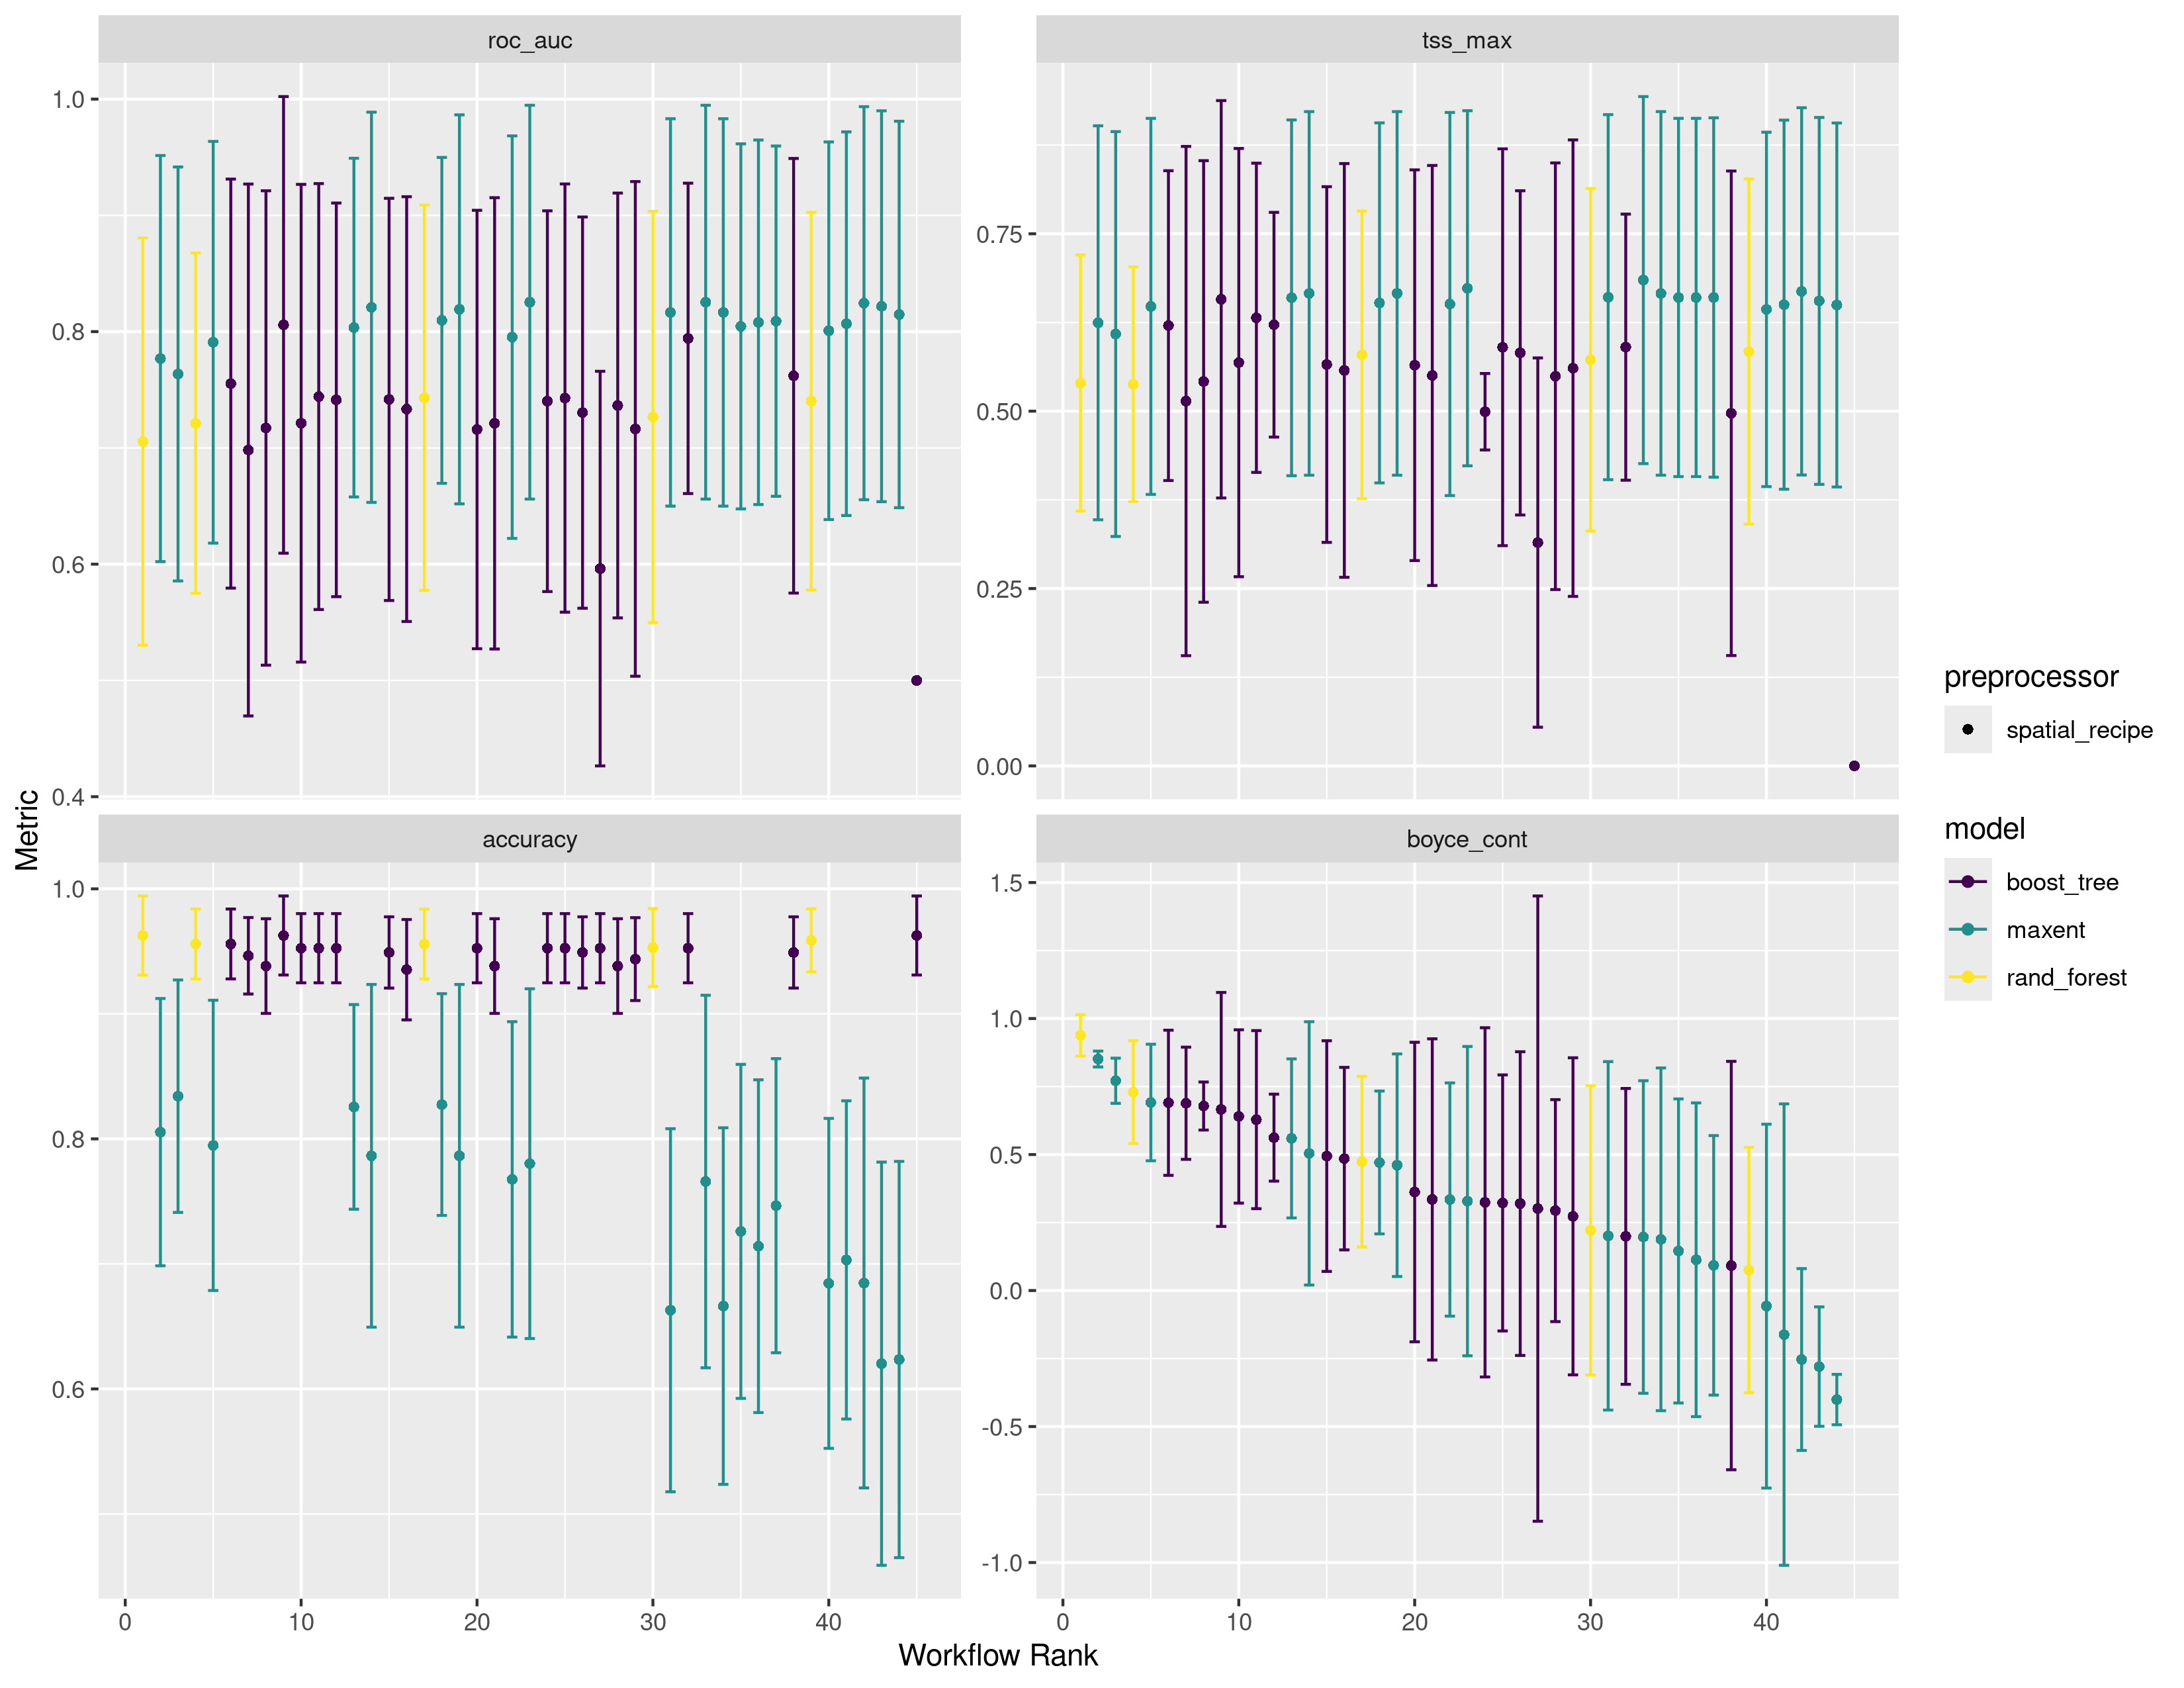 roc_auc
tss_max
1.0
0.8
0.6
0.4
0.75
0.50
0.25
0.00
accuracy
boyce_cont
1.0
0.8
0.6
1.5
1.0
0.5
0.0
-0.5
-1.0
0 10 20 30 40
0 10 20 30 40
Workflow Rank
Metric
preprocessor
spatial_recipe
model
boost_tree
maxent
rand_forest